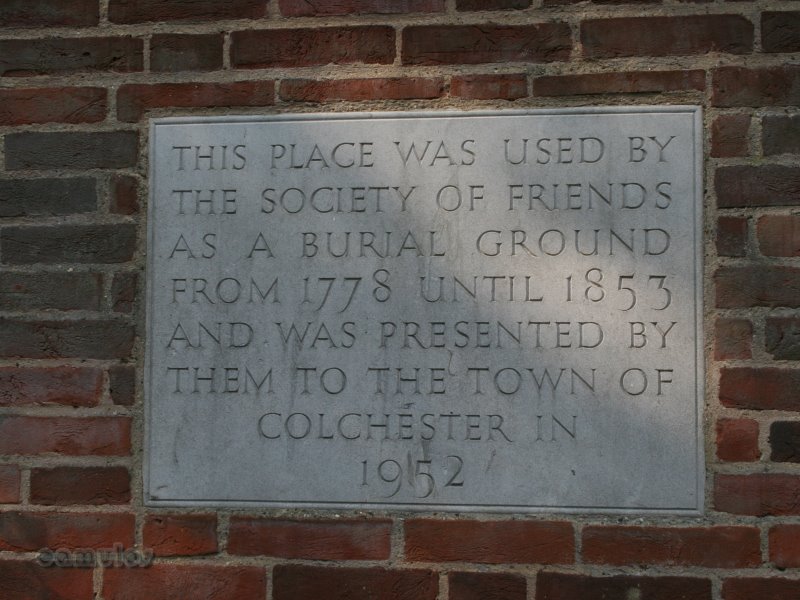 THIS PLACE WAS USED BY
THE SOCIETY OF FRIENDS
AS A BURIAL GROUND
FROM 1778 UNTIL 1853
AND WAS PRESENTED BY
THEM TO THE TOWN OF
COLCHESTER IN
1952
samulov